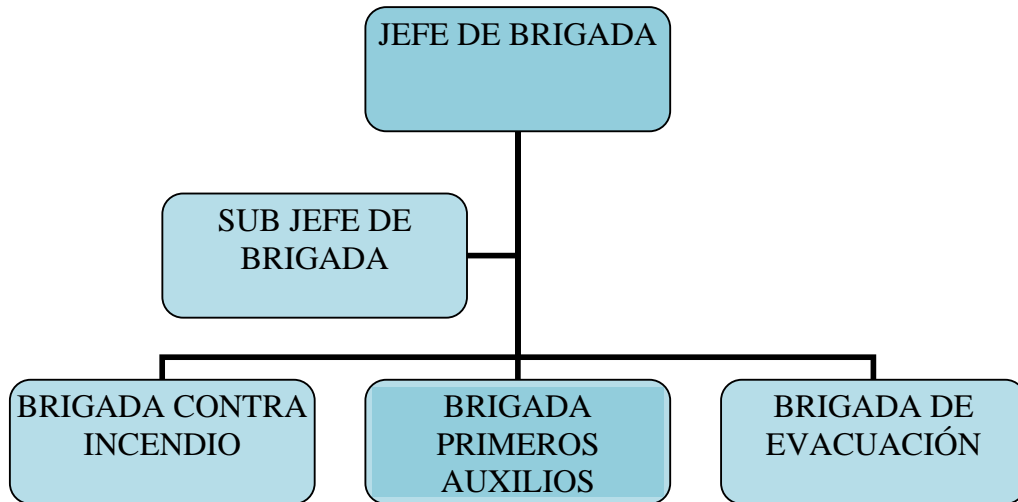 JEFE DE BRIGADA
SUB JEFE DE
BRIGADA
BRIGADA CONTRA
INCENDIO
BRIGADA
PRIMEROS
AUXILIOS
BRIGADA DE
EVACUACIÓN